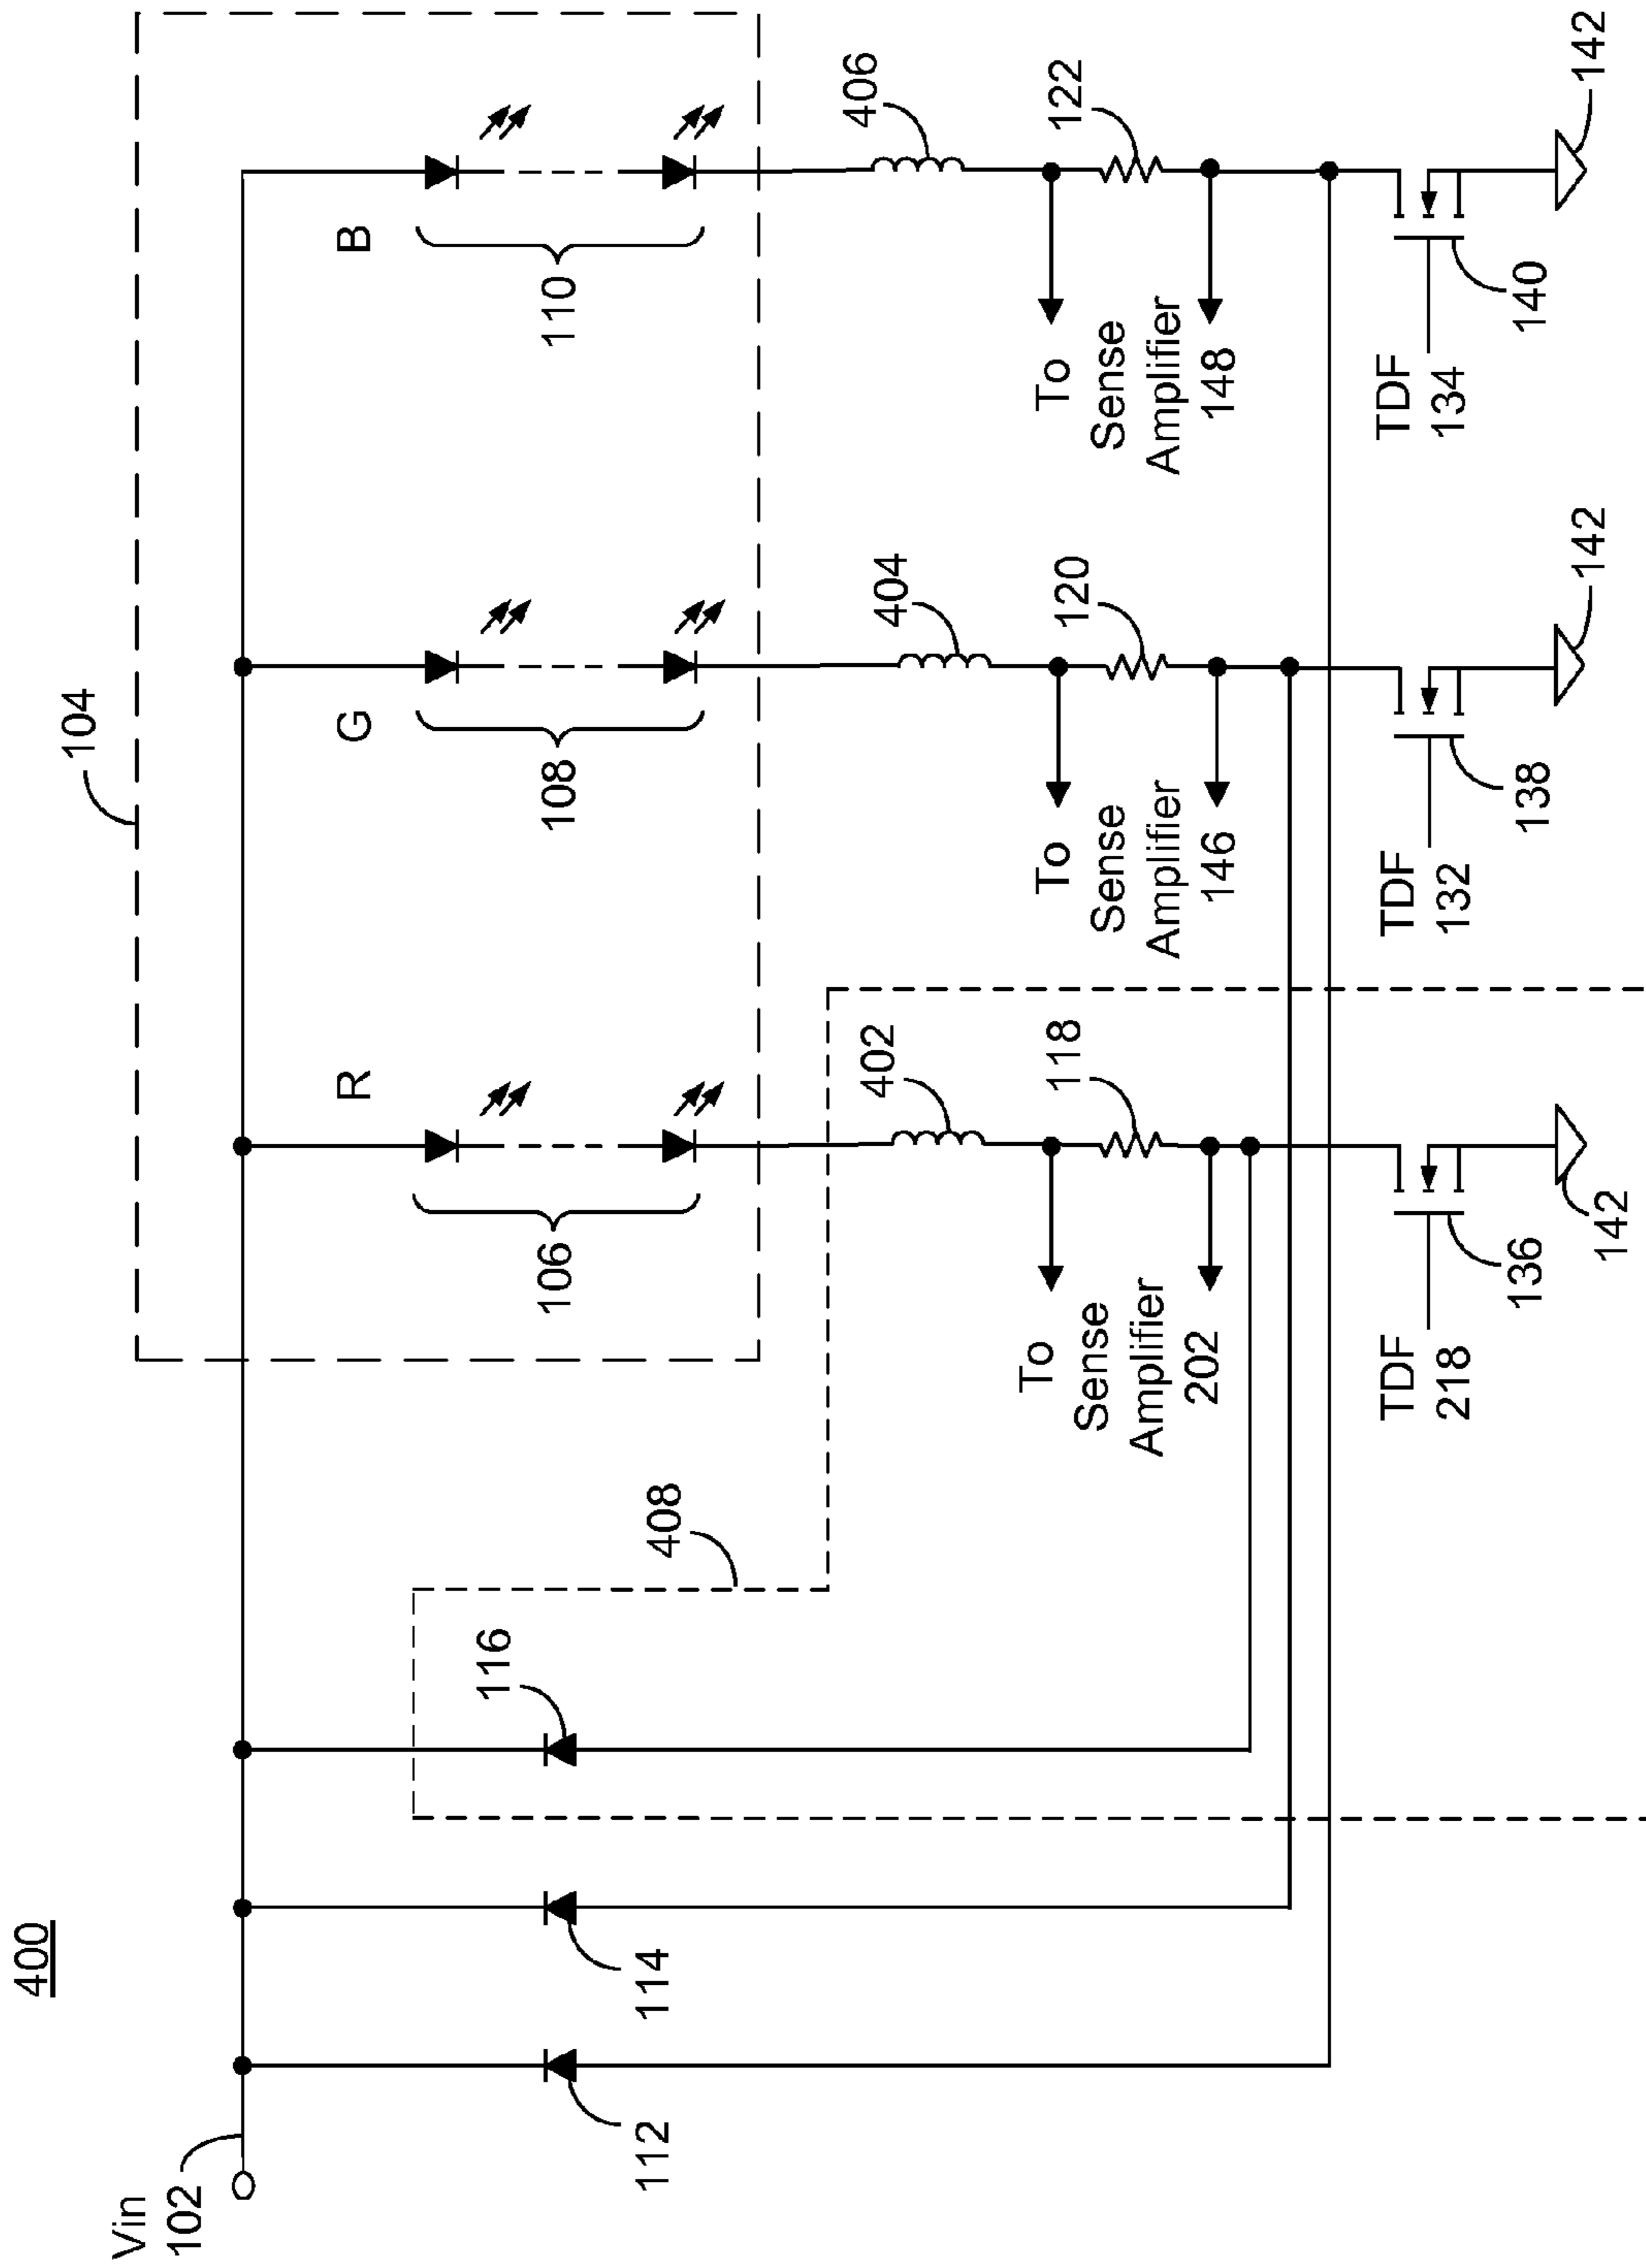 400
104
Vin
102
R
G
B
116
106
108
110
112
114
408
402
404
406
118
120
122
To
Sense
Amplifier
202
To
Sense
Amplifier
146
To
Sense
Amplifier
148
TDF
218
TDF
132
TDF
134
136
138
140
142
142
142